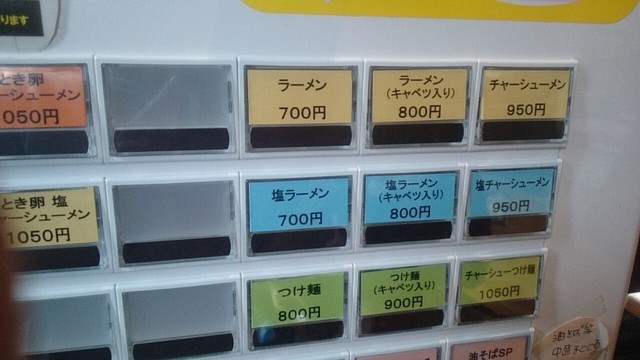 ります
とき卵
ーシューメン
050円
ラーメン
700円
ラーメン
(キャベツ入り)
800円
チャーシューメン
950円
とき卵 塩
ャーシューメン
1050円
塩ラーメン
700円
塩ラーメン
(キャベツ入り)
800円
塩チャーシューメン
950円
つけ麺
800円
つけ麺
(キャベツ入り)
900円
チャーシューつけ麺
1050円
油そばSP
油そば